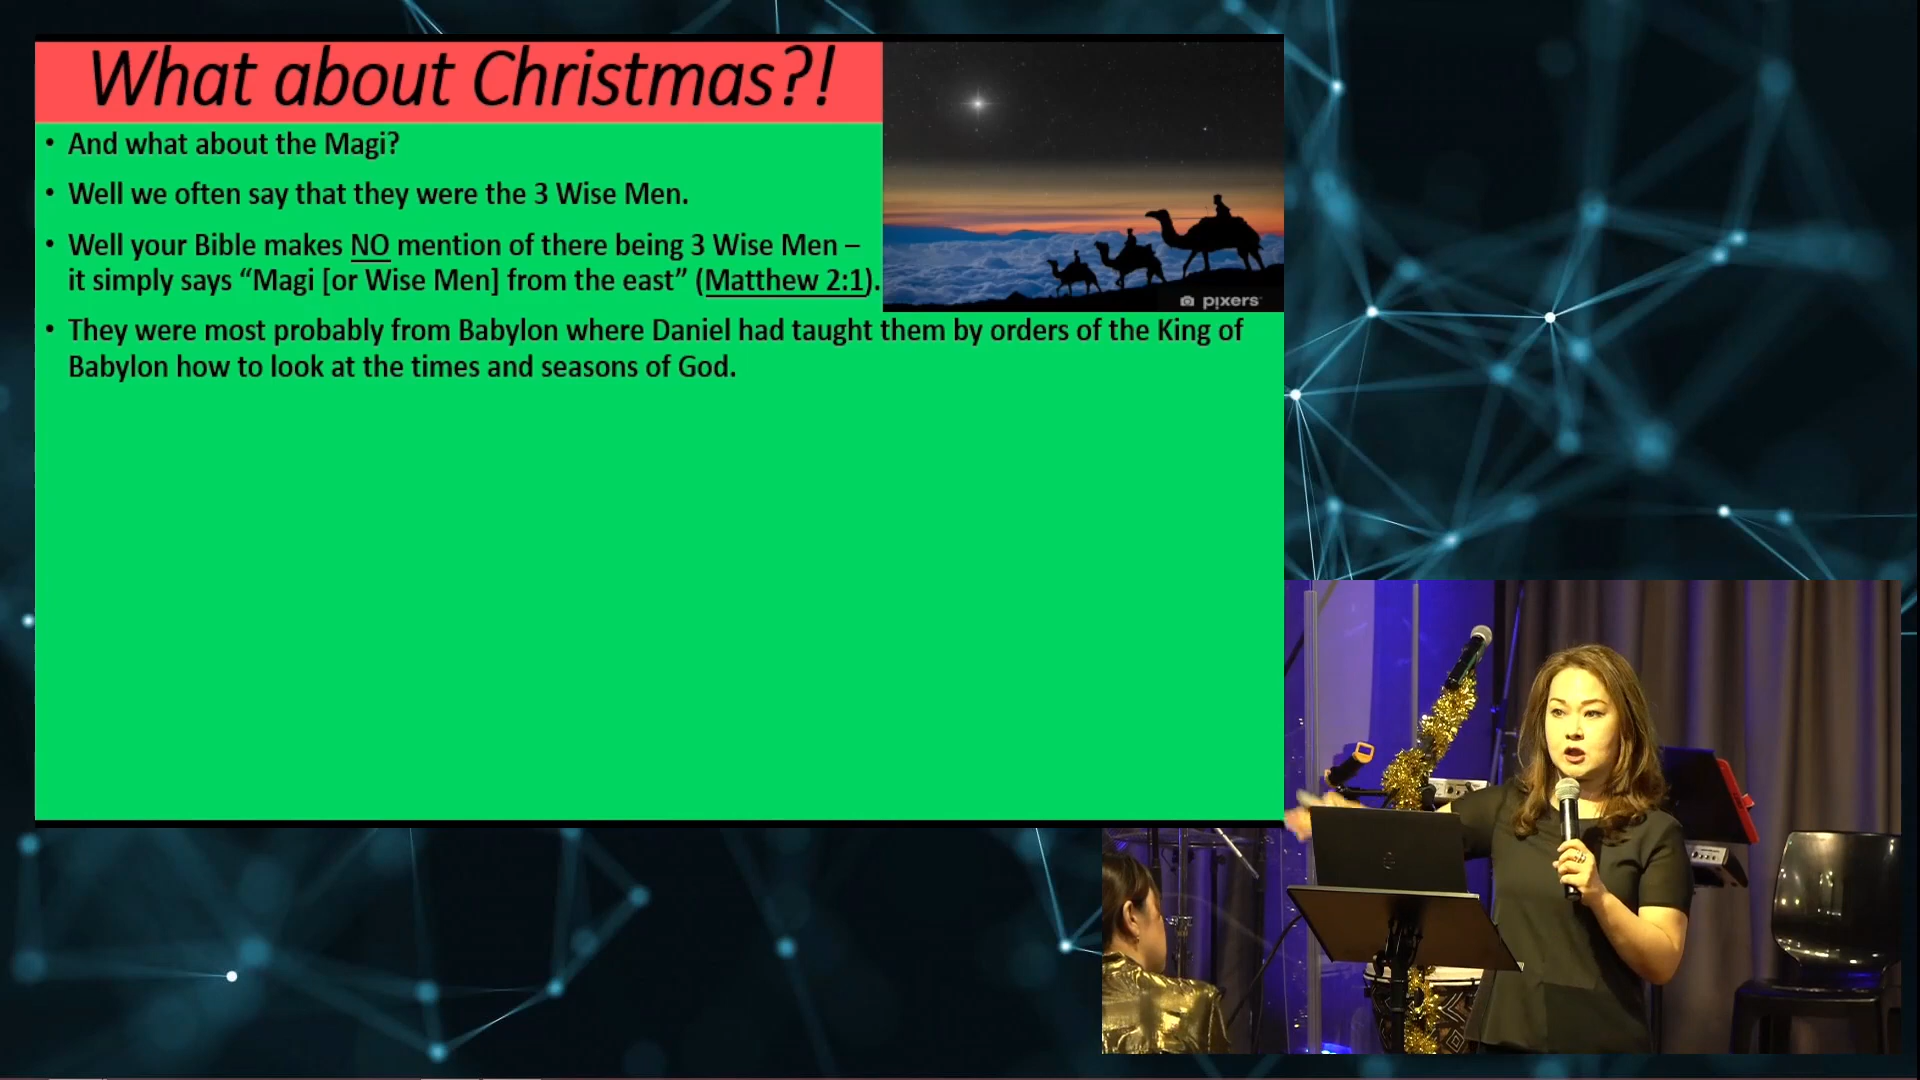 What about Christmas?!
• And what about the Magi?
• Well we often say that they were the 3 Wise Men.
• Well your Bible makes NO mention of there being 3 Wise Men –
it simply says “Magi [or Wise Men] from the east” (Matthew 2:1).
pixers
• They were most probably from Babylon where Daniel had taught them by orders of the King of
Babylon how to look at the times and seasons of God.